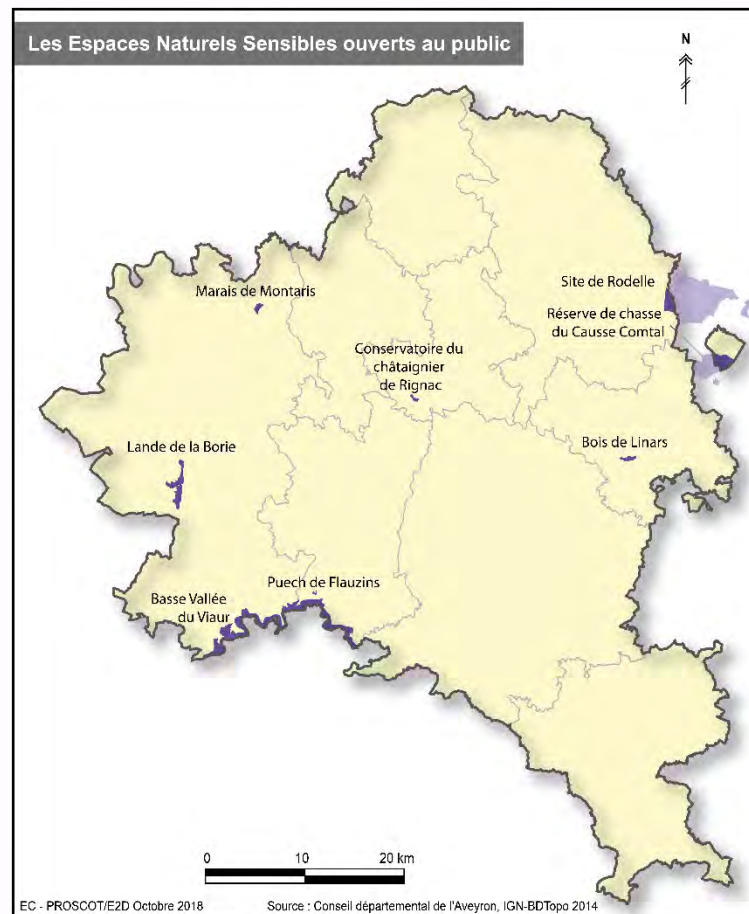 Les Espaces Naturels Sensibles ouverts au public
N
Site de Rodelle
Marais de Montaris
Réserve de chasse
du Causse Comtal
Conservatoire du
châtaignier
de Rignac
Bois de Linars
Lande de la Borie
Puech de Flauzins
Basse Vallée
du Viaur
0 10 20 km
EC - PROSCOT/E2D Octobre 2018 Source : Conseil départemental de l'Aveyron, IGN-BDTopo 2014